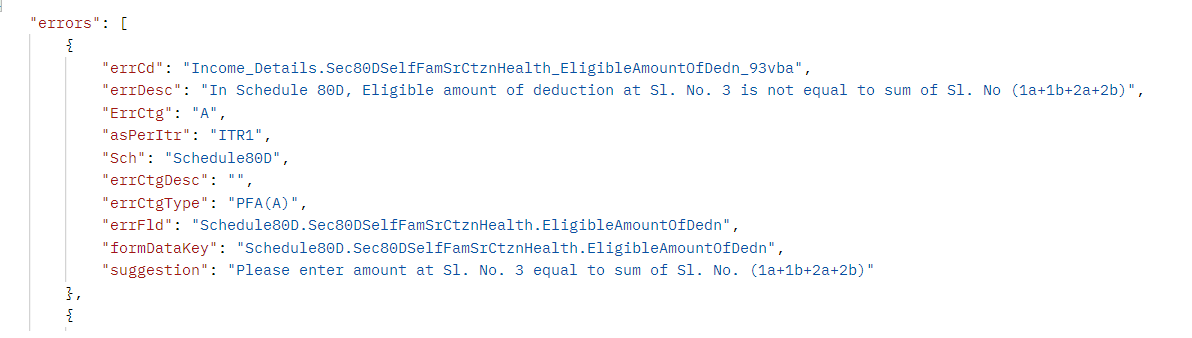 "errors": [
{
"errCd": "Income_Details.Sec80DSelfFamSrCtznHealth_EligibleAmountOfDedn_93vba",
"errDesc": "In Schedule 80D, Eligible amount of deduction at Sl. No. 3 is not equal to sum of Sl. No (1a+1b+2a+2b)",
"ErrCtg": "A",
"asPerItr": "ITR1",
"Sch": "Schedule80D",
"errCtgDesc": "",
"errCtgType": "PFA(A)",
"errFld": "Schedule80D.Sec80DSelfFamSrCtznHealth.EligibleAmountOfDedn",
"formDataKey": "Schedule80D.Sec80DSelfFamSrCtznHealth.EligibleAmountOfDedn",
"suggestion": "Please enter amount at Sl. No. 3 equal to sum of Sl. No. (1a+1b+2a+2b)"
},
{